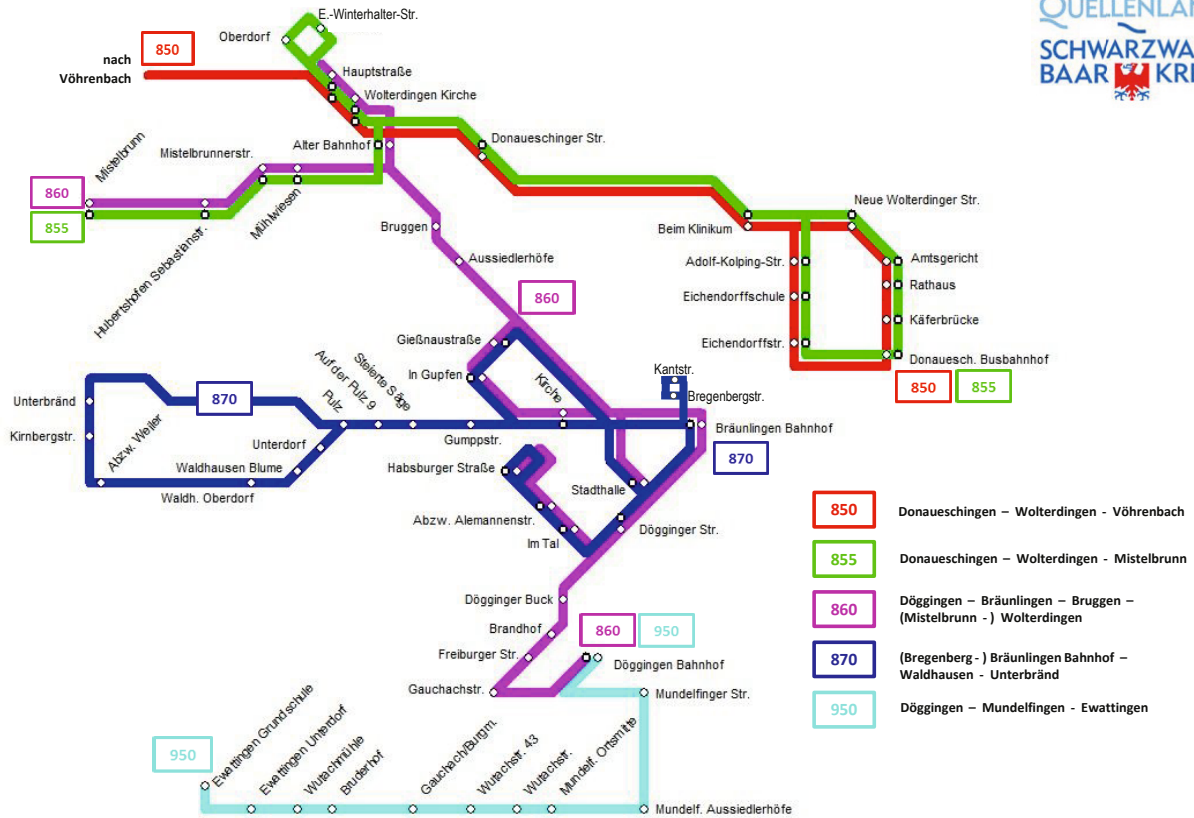 QUELLENLAN
SCHWARZWA
BAAR KRE
E.-Winterhalter-Str.
Oberdorf
850
nach
Vöhrenbach
Hauptstraße
Wolterdingen Kirche
Donaueschinger Str.
Alter Bahnhof
Mistelbrunn
Mistelbrunnerstr.
860
855
Hubertshofen Sebastianstr.
Mühlwiesen
Neue Wolterdinger Str.
Bruggen
Beim Klinikum
Aussiedlerhöfe
Adolf-Kolping-Str.
Amtsgericht
Rathaus
860
Eichendorffschule
Käferbrücke
Gießnaustraße
Eichendorffstr.
Donauesch. Busbahnhof
850
855
In Gupfen
Kirche
Kantstr.
Bregenbergstr.
Unterbränd
870
Auf der Pulz 9
Steierte Säge
Pulz
Kirnbergstr.
Abzw. Weiler
Unterdorf
Gumppstr.
Bräunlingen Bahnhof
870
Waldhausen Blume
Habsburger Straße
Waldh. Oberdorf
Stadthalle
Abzw. Alemannenstr.
Dögginger Str.
Im Tal
850
Donaueschingen – Wolterdingen - Vöhrenbach
855
Donaueschingen – Wolterdingen - Mistelbrunn
860
Döggingen – Bräunlingen – Bruggen –
(Mistelbrunn - ) Wolterdingen
870
(Bregenberg - ) Bräunlingen Bahnhof –
Waldhausen - Unterbränd
950
Döggingen – Mundelfingen - Ewattingen
Dögginger Buck
Brandhof
860
950
Freiburger Str.
Döggingen Bahnhof
Gauchachstr.
Mundelfinger Str.
950
Ewattingen Grundschule
Ewattingen Unterdorf
Wutachmühle
Bruderhof
Gauchach/Burgm.
Wutachstr. 43
Wutachstr.
Mundelf. Ortsmitte
Mundelf. Aussiedlerhöfe